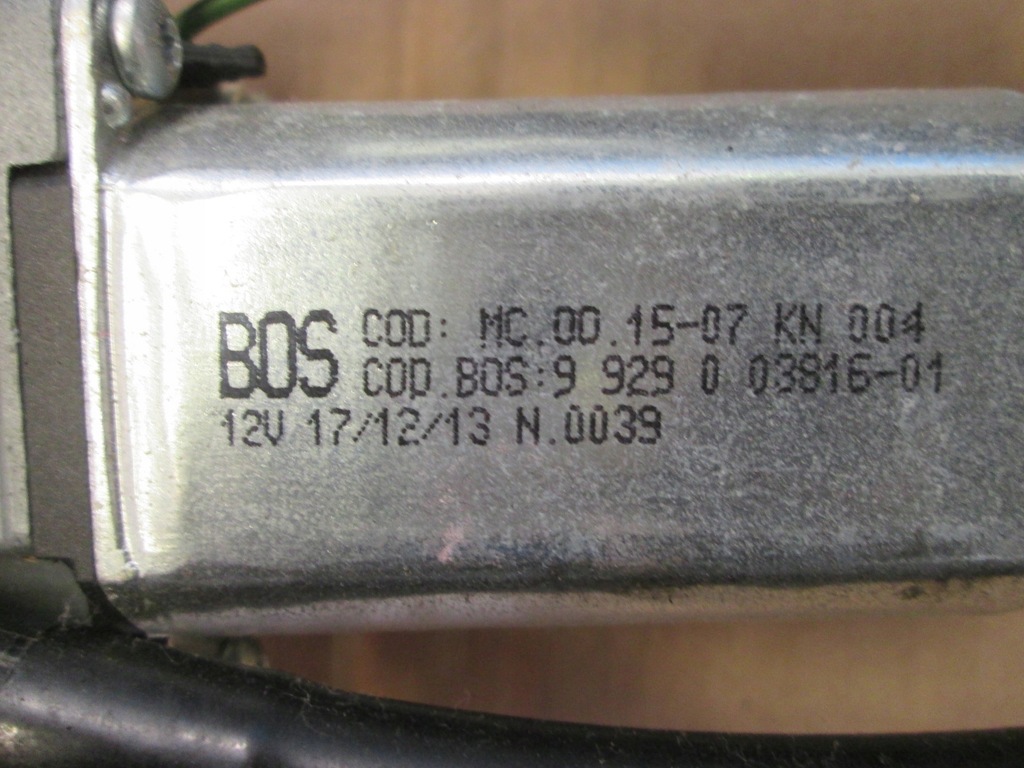 BOS COD: MC.00.15-07 KN 004
COD.BOS:9 929 0 03816-01
12V 17/12/13 N.0039